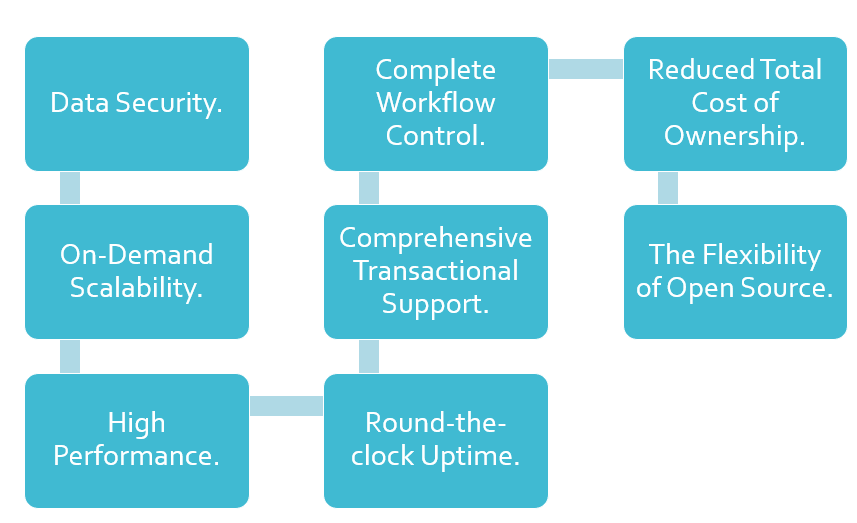 Data Security.
On-Demand
Scalability.
High
Performance.
Round-the-
clock Uptime.
Comprehensive
Transactional
Support.
Complete
Workflow
Control.
Reduced Total
Cost of
Ownership.
The Flexibility
of Open Source.